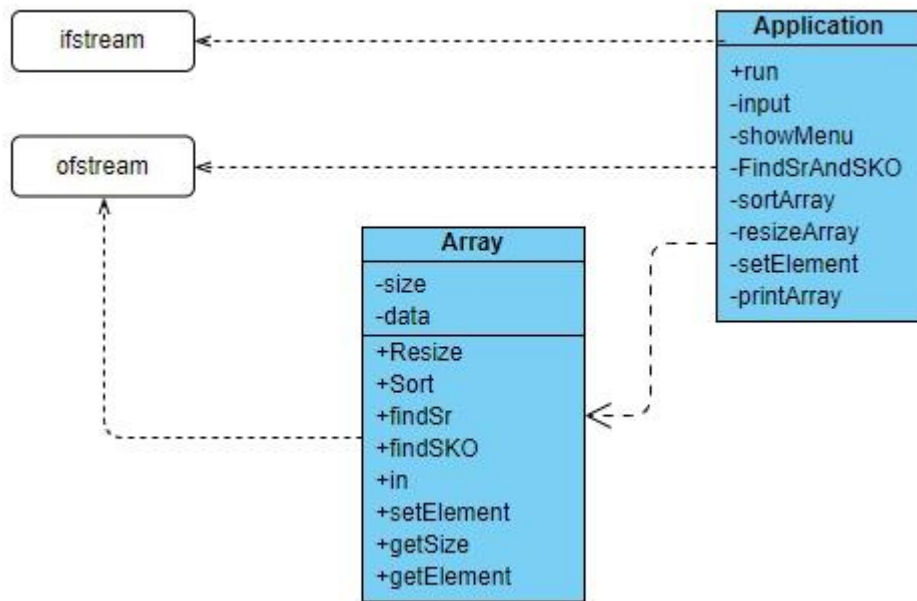 ifstream
ofstream
Application
+run
-input
-showMenu
-FindSrAndSKO
-sortArray
-resizeArray
-setElement
-printArray
Array
-size
-data
+Resize
+Sort
+findSr
+findSKO
+in
+setElement
+getSize
+getElement